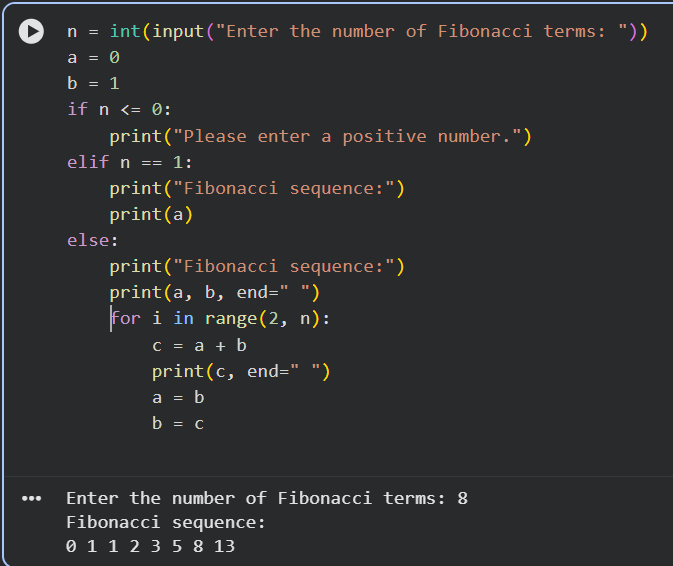 n = int(input("Enter the number of Fibonacci terms: "))
a = 0
b = 1
if n <= 0:
    print("Please enter a positive number.")
elif n == 1:
    print("Fibonacci sequence:")
    print(a)
else:
    print("Fibonacci sequence:")
    print(a, b, end=" ")
    for i in range(2, n):
        c = a + b
        print(c, end=" ")
        a = b
        b = c
Enter the number of Fibonacci terms: 8
Fibonacci sequence:
0 1 1 2 3 5 8 13